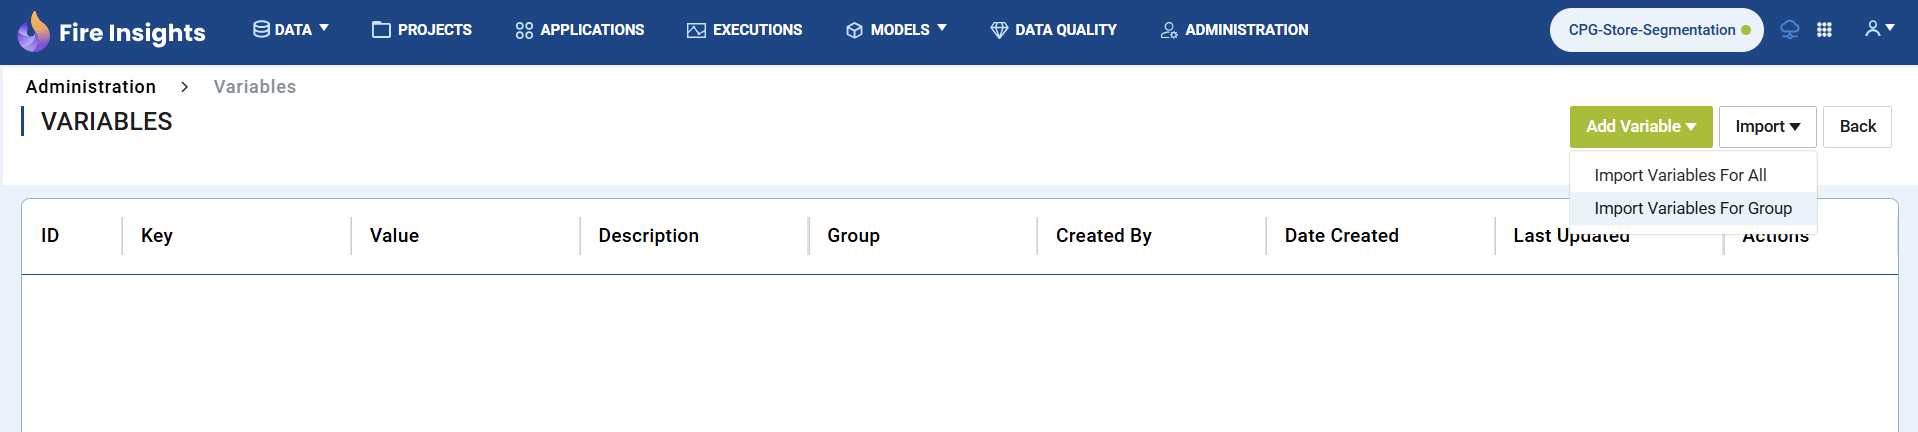 Fire Insights DATA PROJECTS APPLICATIONS EXECUTIONS MODELS DATA QUALITY ADMINISTRATION CPG-Store-Segmentation
Administration > Variables
VARIABLES
Add Variable Import Back
Import Variables For All
Import Variables For Group
ID Key Value Description Group Created By Date Created Last Updated Actions